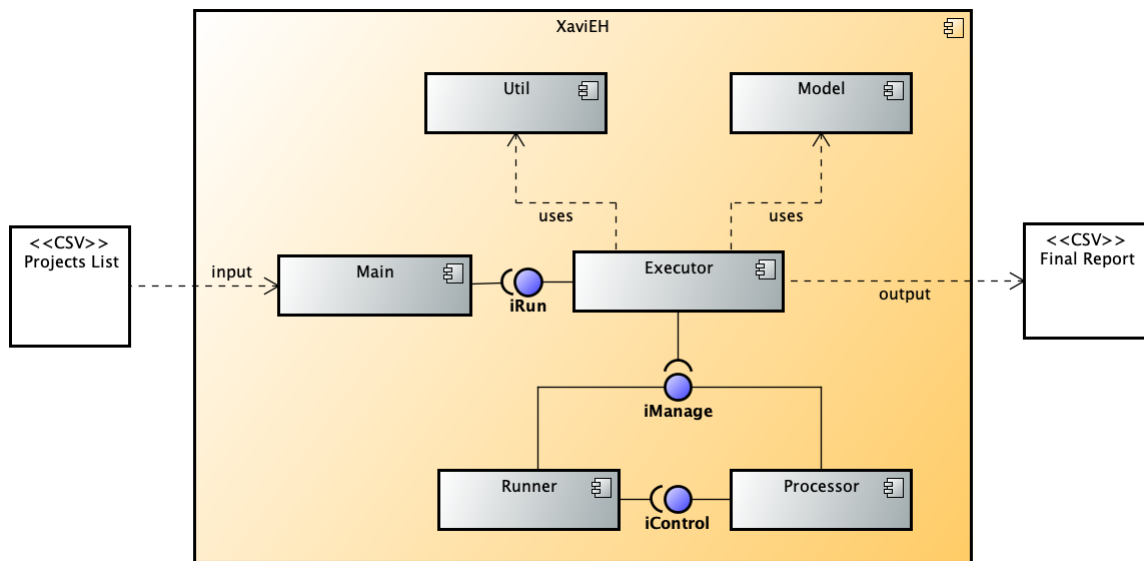 XaviEH
Util
Model
uses
uses
<<CSV>>
Projects List
input
Main
iRun
Executor
output
<<CSV>>
Final Report
iManage
Runner
iControl
Processor